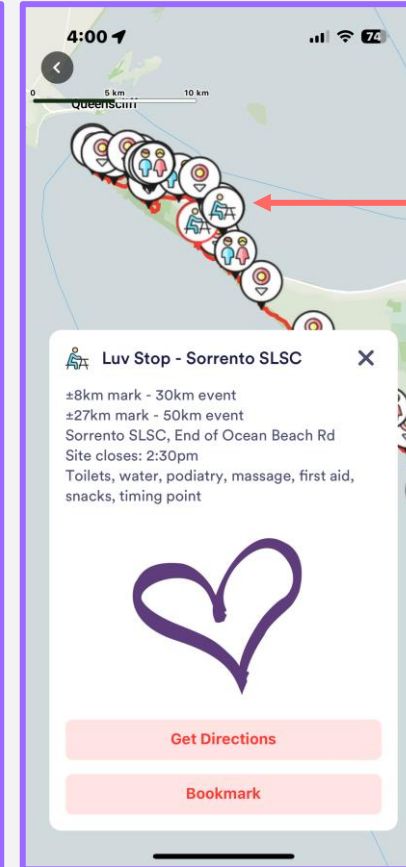 4:00
74
0 5 km 10 km
Queenscliff
Luv Stop - Sorrento SLSC
±8km mark - 30km event
±27km mark - 50km event
Sorrento SLSC, End of Ocean Beach Rd
Site closes: 2:30pm
Toilets, water, podiatry, massage, first aid,
snacks, timing point
Get Directions
Bookmark